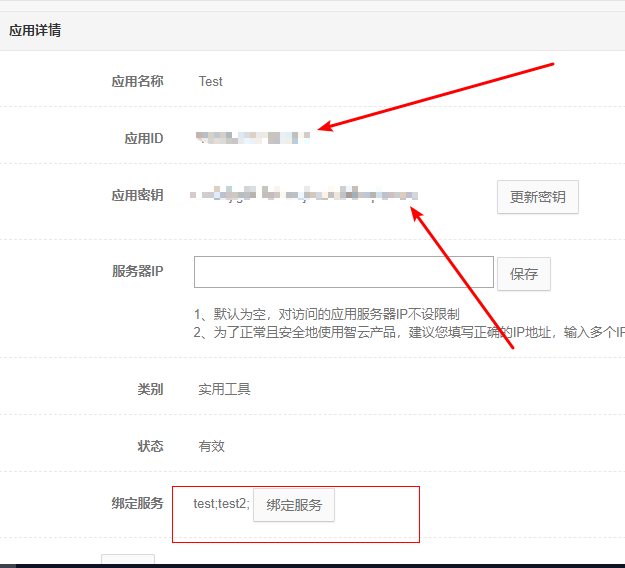 应用详情
应用名称 Test
应用ID
应用密钥 更新密钥
服务器IP 保存
1、默认为空，对访问的应用服务器IP不设限制
2、为了正常且安全地使用智云产品，建议您填写正确的IP地址，输入多个IP
类别 实用工具
状态 有效
绑定服务 test;test2; 绑定服务